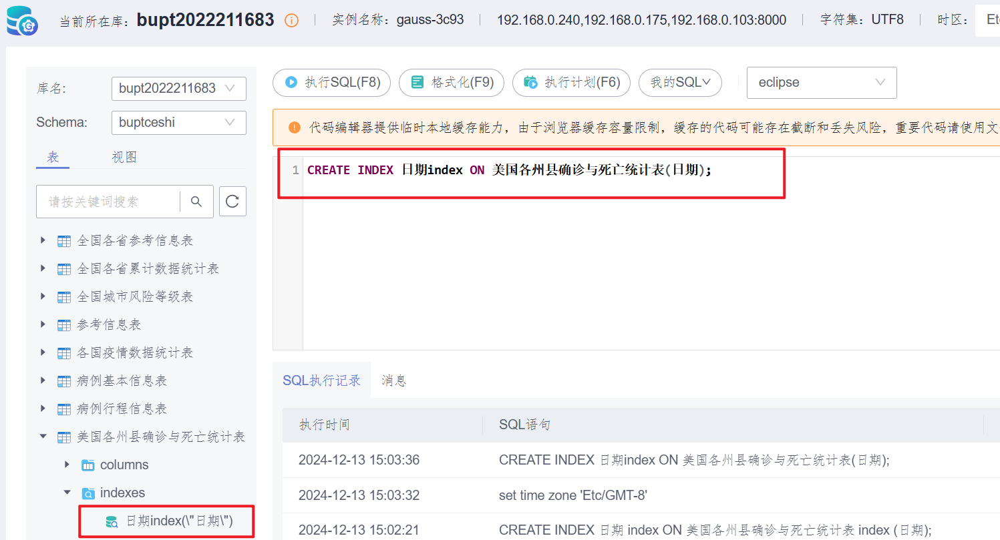 当前所在库: bupt2022211683 实例名称: gauss-3c93 192.168.0.240,192.168.0.175,192.168.0.103:8000 字符集: UTF8 时区:
库名: bupt2022211683
Schema: buptceshi
表 视图
请按关键词搜索
全国各省参考信息表
全国各省累计数据统计表
全国城市风险等级表
参考信息表
各国疫情数据统计表
病例基本信息表
病例行程信息表
美国各州县确诊与死亡统计表
columns
indexes
日期index(\"日期\")
执行SQL(F8) 格式化(F9) 执行计划(F6) 我的SQL eclipse
代码编辑器提供临时本地缓存能力，由于浏览器缓存容量限制，缓存的代码可能存在截断和丢失风险，重要代码请使用文
1 CREATE INDEX 日期index ON 美国各州县确诊与死亡统计表(日期);
SQL执行记录 消息
执行时间 SQL语句
2024-12-13 15:03:36 CREATE INDEX 日期index ON 美国各州县确诊与死亡统计表(日期);
2024-12-13 15:03:32 set time zone 'Etc/GMT-8'
2024-12-13 15:02:21 CREATE INDEX 日期 index ON 美国各州县确诊与死亡统计表 index (日期);